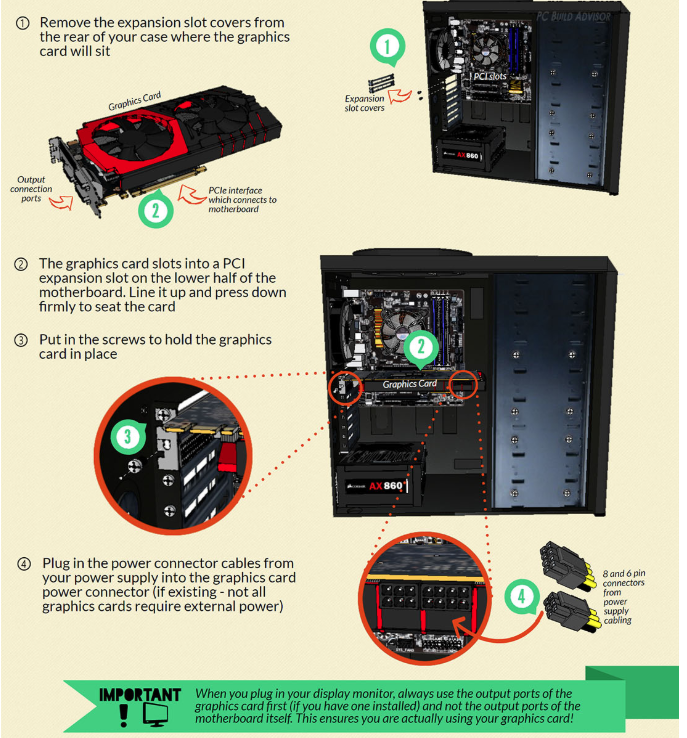 ① Remove the expansion slot covers from
the rear of your case where the graphics
card will sit
PC BUILD ADVISOR
1
PCI slots
Expansion
slot covers
AX860
Graphics Card
Output
connection
ports
2
PCIe interface
which connects to
motherboard
② The graphics card slots into a PCI
expansion slot on the lower half of the
motherboard. Line it up and press down
firmly to seat the card
③ Put in the screws to hold the graphics
card in place
2
Graphics Card
3
AX860
④ Plug in the power connector cables from
your power supply into the graphics card
power connector (if existing - not all
graphics cards require external power)
4
8 and 6 pin
connectors
from
power
supply
cabling
IMPORTANT
!
When you plug in your display monitor, always use the output ports of the
graphics card first (if you have one installed) and not the output ports of the
motherboard itself. This ensures you are actually using your graphics card!